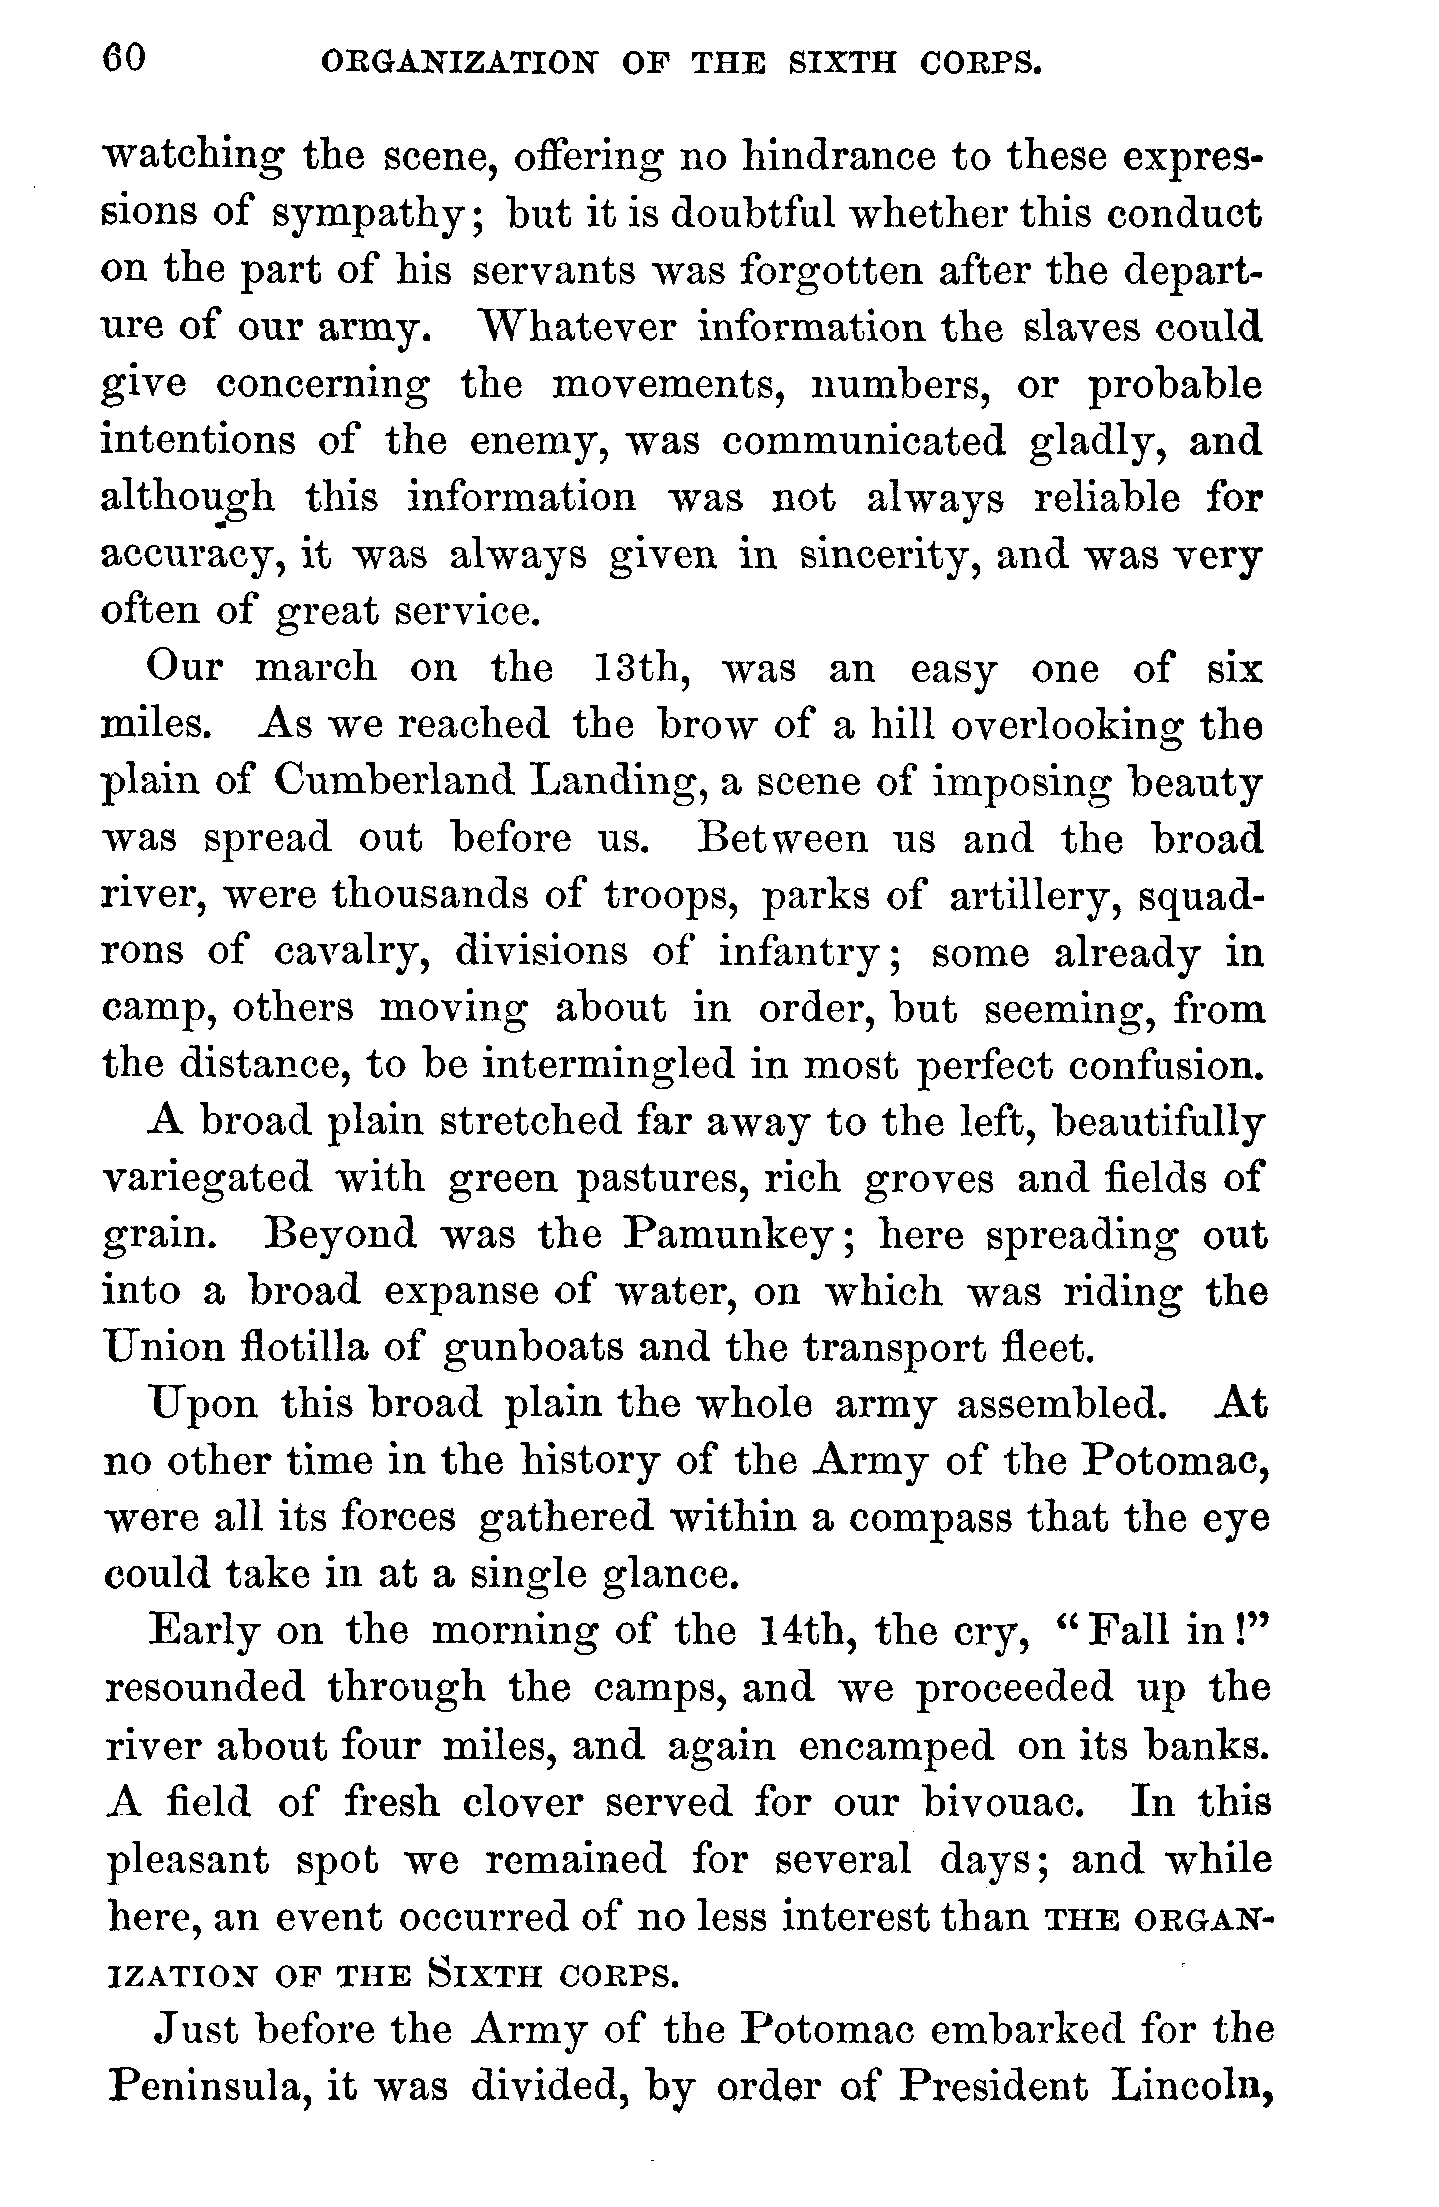 60 ORGANIZATION OF THE SIXTH CORPS.
watching the scene, offering no hindrance to these expres-
sions of sympathy; but it is doubtful whether this conduct
on the part of his servants was forgotten after the depart-
ure of our army. Whatever information the slaves could
give concerning the movements, numbers, or probable
intentions of the enemy, was communicated gladly, and
although this information was not always reliable for
accuracy, it was always given in sincerity, and was very
often of great service.
Our march on the 13th, was an easy one of six
miles. As we reached the brow of a hill overlooking the
plain of Cumberland Landing, a scene of imposing beauty
was spread out before us. Between us and the broad
river, were thousands of troops, parks of artillery, squad-
rons of cavalry, divisions of infantry; some already in
camp, others moving about in order, but seeming, from
the distance, to be intermingled in most perfect confusion.
A broad plain stretched far away to the left, beautifully
variegated with green pastures, rich groves and fields of
grain. Beyond was the Pamunkey; here spreading out
into a broad expanse of water, on which was riding the
Union flotilla of gunboats and the transport fleet.
Upon this broad plain the whole army assembled. At
no other time in the history of the Army of the Potomac,
were all its forces gathered within a compass that the eye
could take in at a single glance.
Early on the morning of the 14th, the cry, “Fall in!”
resounded through the camps, and we proceeded up the
river about four miles, and again encamped on its banks.
A field of fresh clover served for our bivouac. In this
pleasant spot we remained for several days; and while
here, an event occurred of no less interest than THE ORGAN-
IZATION OF THE SIXTH CORPS.
Just before the Army of the Potomac embarked for the
Peninsula, it was divided, by order of President Lincoln,